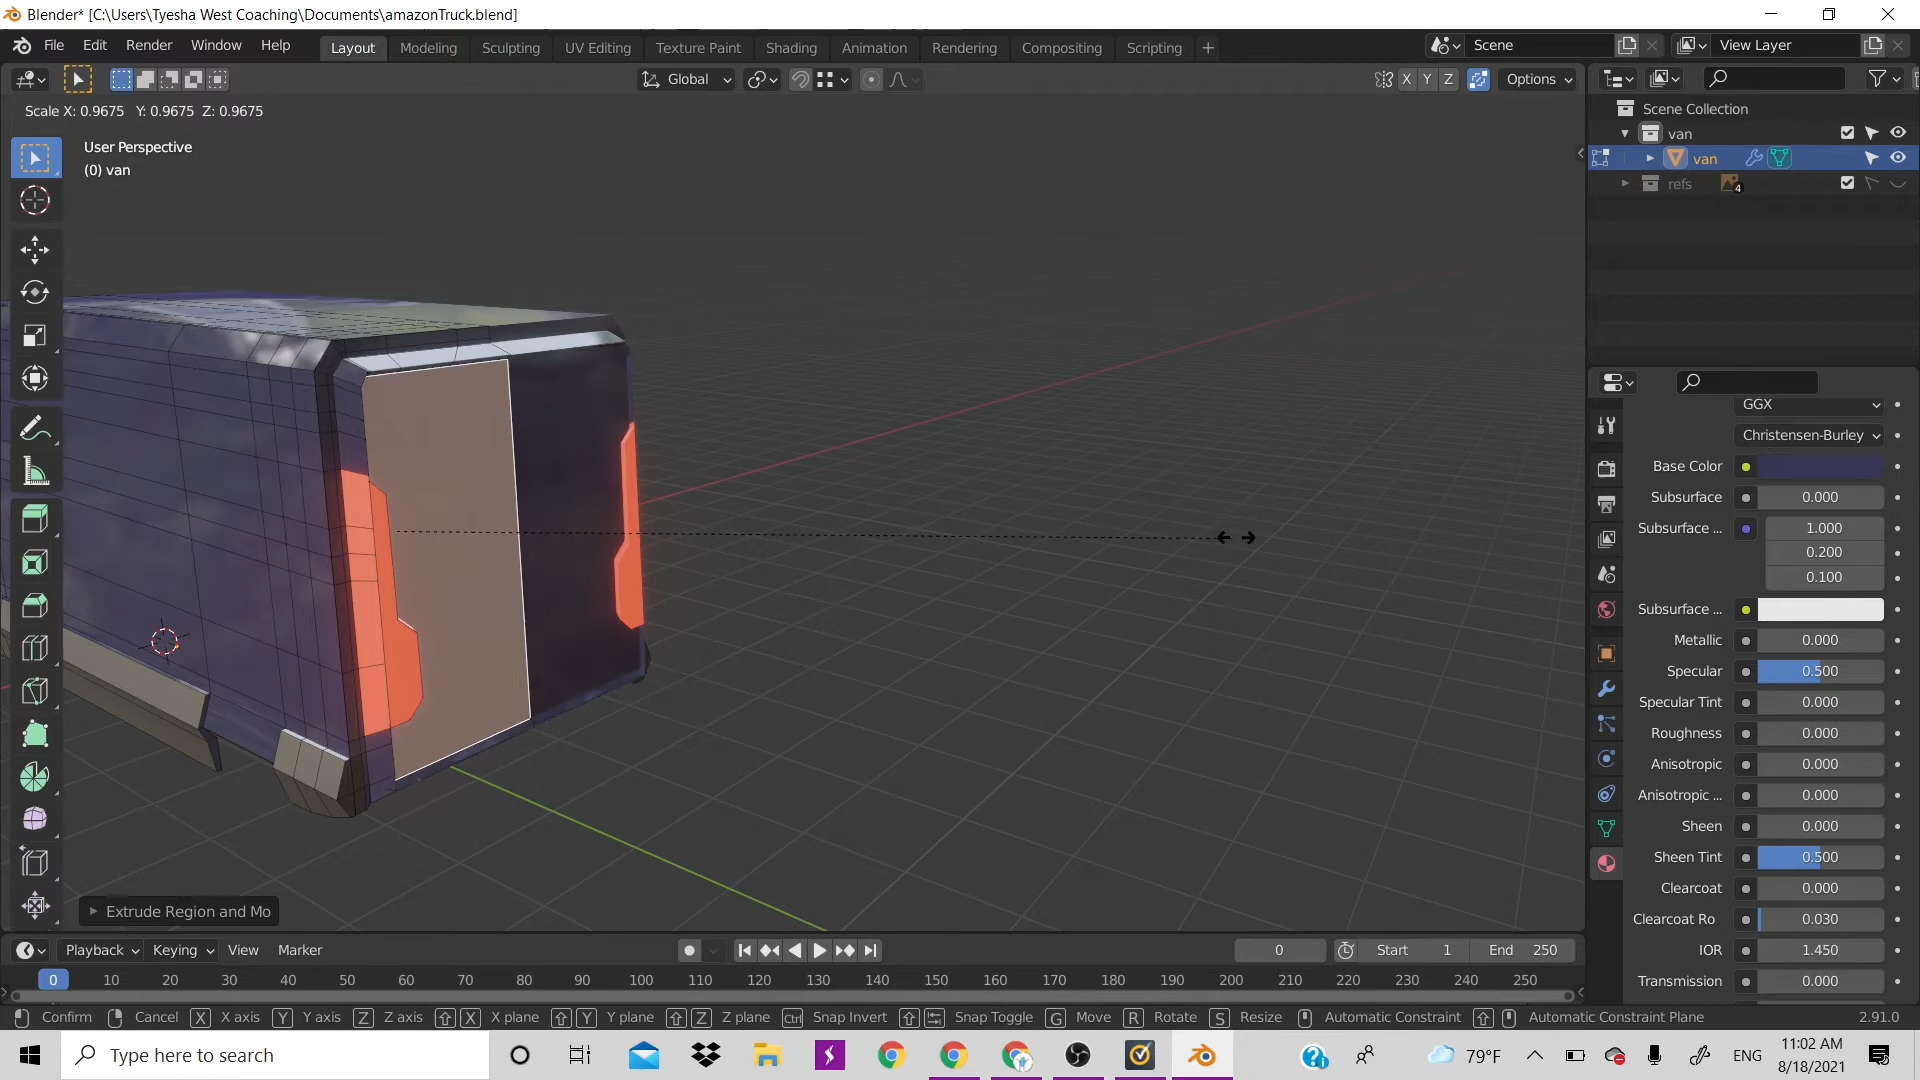 Blender* [C:\Users\Tyesha West Coaching\Documents\amazonTruck.blend]
File Edit Render Window Help Layout Modeling Sculpting UV Editing Texture Paint Shading Animation Rendering Compositing Scripting + Scene View Layer
Global X Y Z Options
Scale X: 0.9675 Y: 0.9675 Z: 0.9675
User Perspective
(0) van
Scene Collection
van
van
refs 4
GGX
Christensen-Burley
Base Color
Subsurface 0.000
Subsurface ... 1.000
0.200
0.100
Subsurface ...
Metallic 0.000
Specular 0.500
Specular Tint 0.000
Roughness 0.000
Anisotropic 0.000
Anisotropic ... 0.000
Sheen 0.000
Sheen Tint 0.500
Clearcoat 0.000
Clearcoat Ro 0.030
IOR 1.450
Transmission 0.000
Extrude Region and Mo
Playback Keying View Marker 0 Start 1 End 250
0 10 20 30 40 50 60 70 80 90 100 110 120 130 140 150 160 170 180 190 200 210 220 230 240 250
Confirm Cancel X X axis Y Y axis Z Z axis X X plane Y Y plane Z Z plane Ctrl Snap Invert Snap Toggle G Move R Rotate S Resize Automatic Constraint Automatic Constraint Plane 2.91.0
Type here to search 79°F ENG 11:02 AM
8/18/2021